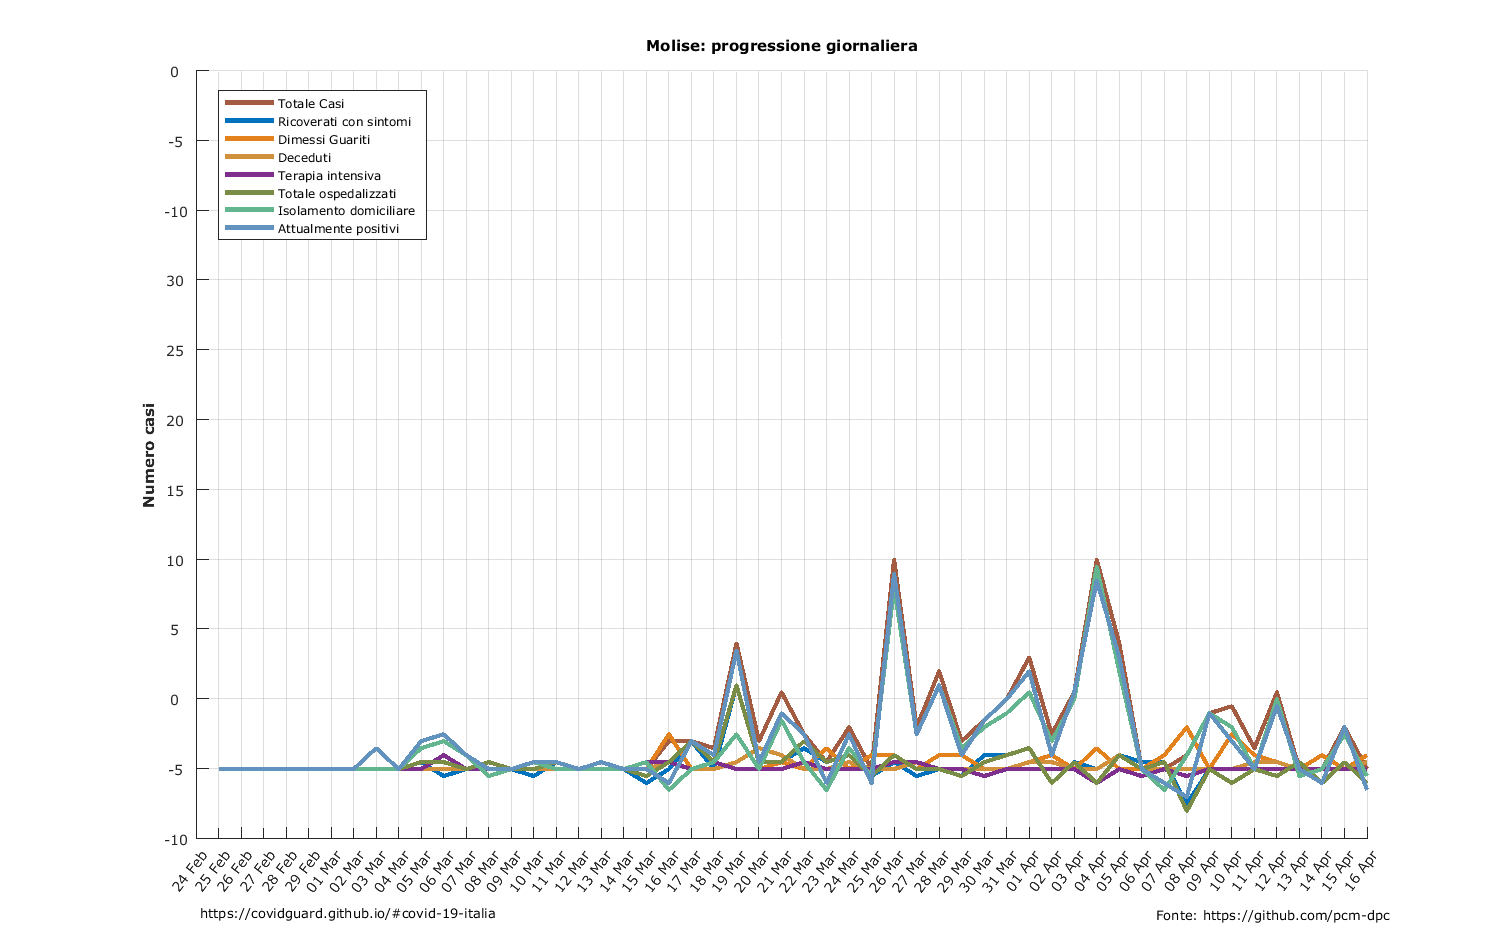 Molise: progressione giornaliera
0
-5
-10
30
25
20
15
10
5
0
-5
-10
Numero casi
Totale Casi
Ricoverati con sintomi
Dimessi Guariti
Deceduti
Terapia intensiva
Totale ospedalizzati
Isolamento domiciliare
Attualmente positivi
24 Feb
25 Feb
26 Feb
27 Feb
28 Feb
29 Feb
01 Mar
02 Mar
03 Mar
04 Mar
05 Mar
06 Mar
07 Mar
08 Mar
09 Mar
10 Mar
11 Mar
12 Mar
13 Mar
14 Mar
15 Mar
16 Mar
17 Mar
18 Mar
19 Mar
20 Mar
21 Mar
22 Mar
23 Mar
24 Mar
25 Mar
26 Mar
27 Mar
28 Mar
29 Mar
30 Mar
31 Mar
01 Apr
02 Apr
03 Apr
04 Apr
05 Apr
06 Apr
07 Apr
08 Apr
09 Apr
10 Apr
11 Apr
12 Apr
13 Apr
14 Apr
15 Apr
16 Apr
https://covidguard.github.io/#covid-19-italia
Fonte: https://github.com/pcm-dpc